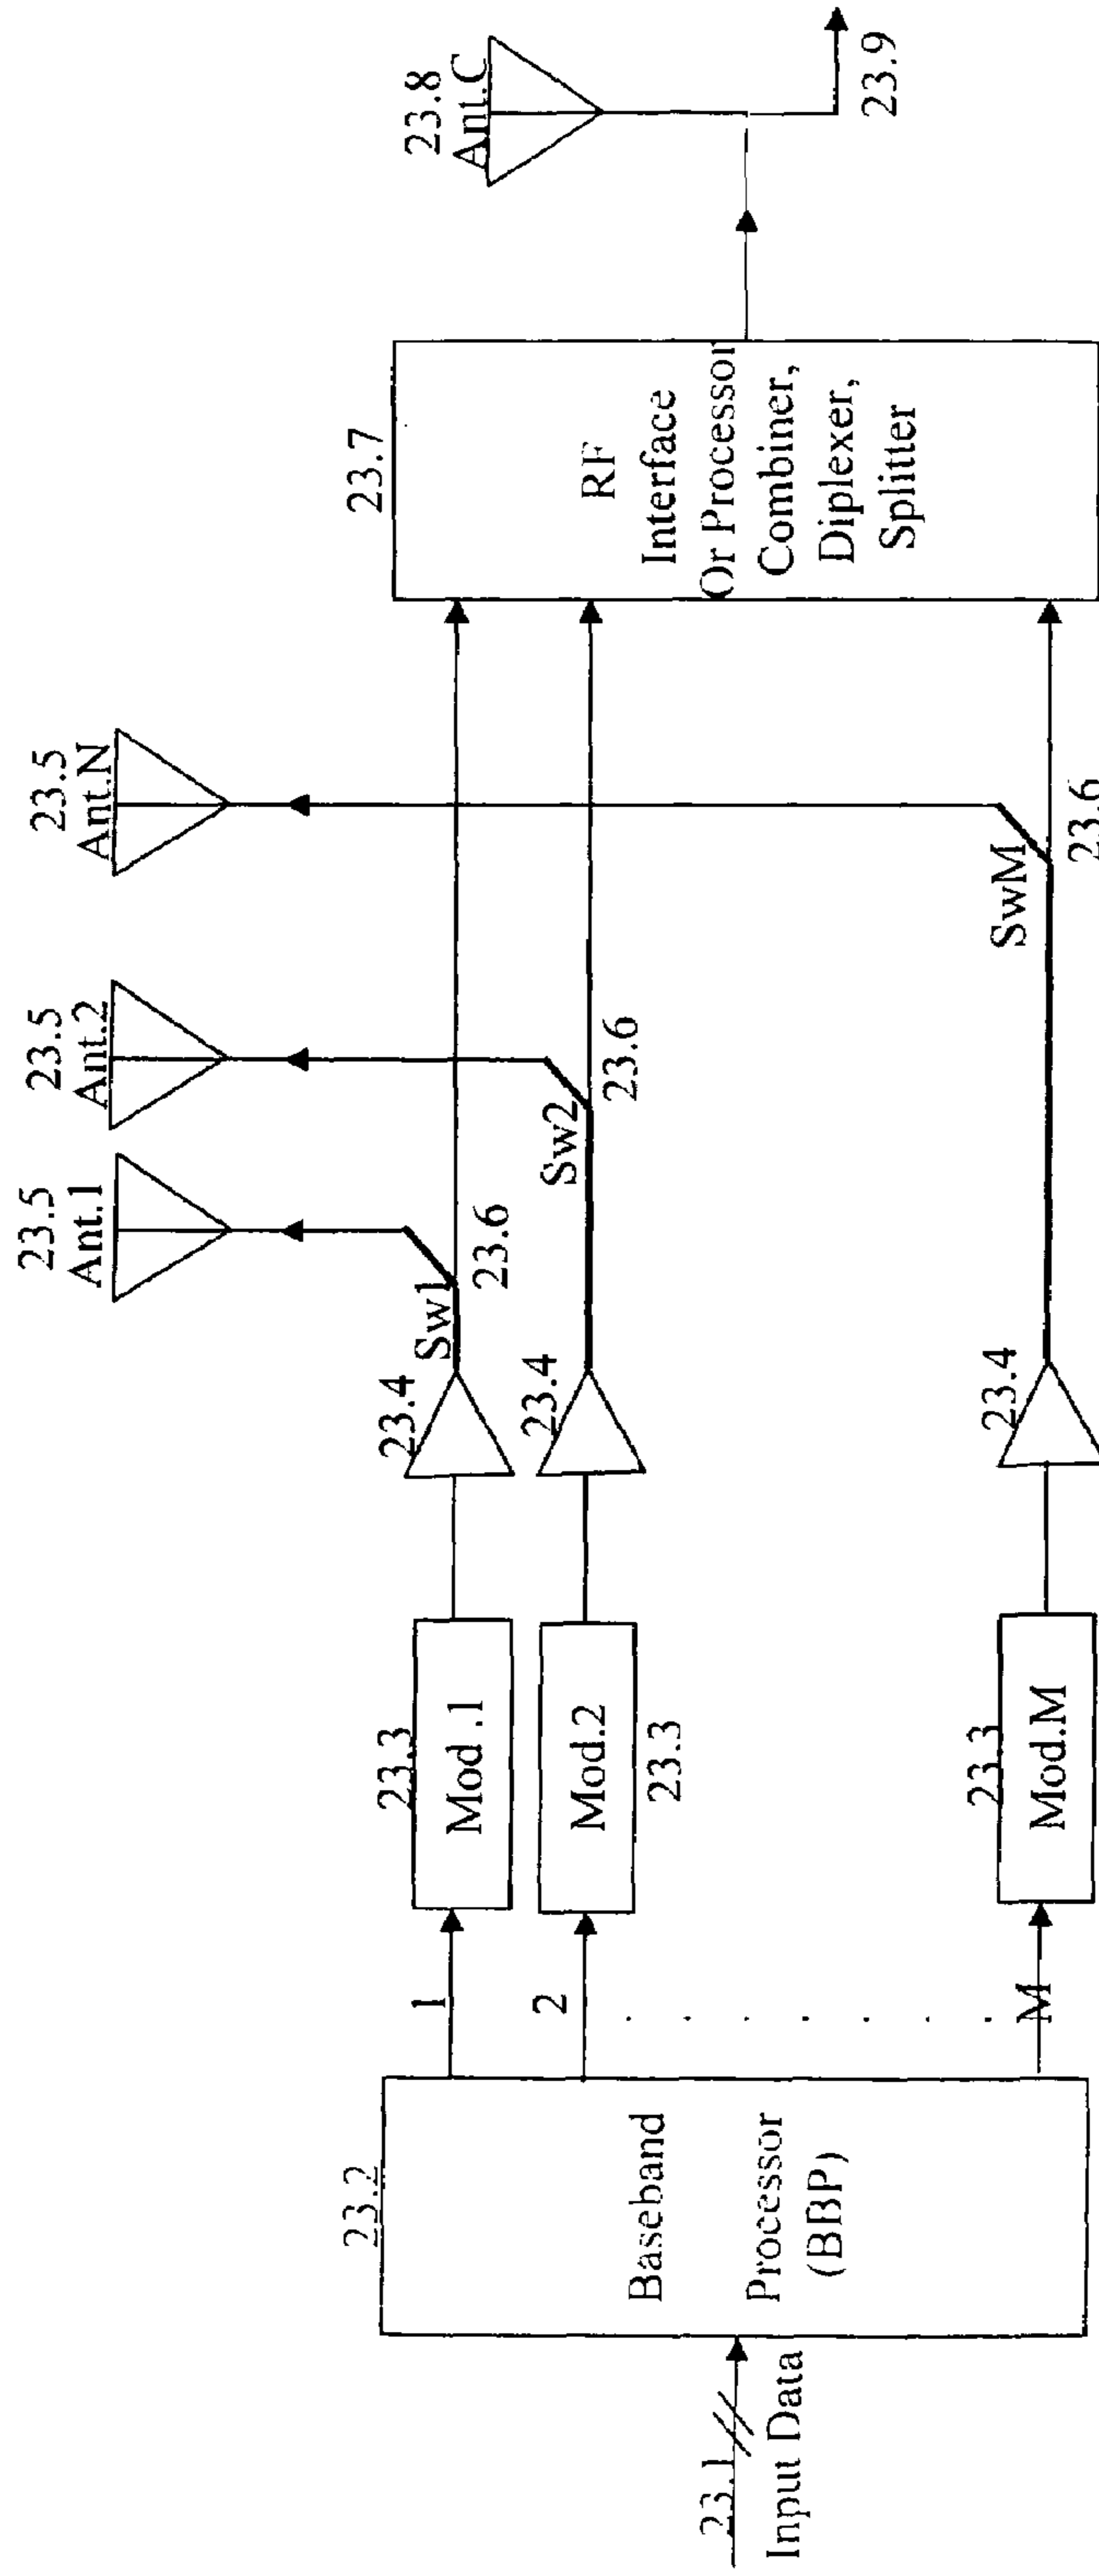 23.1
Input Data
23.2
Baseband
Processor
(BBP)
1
2
M
23.3
Mod .1
Mod.2
23.3
23.3
Mod.M
23.4
23.4
23.4
Sw1
23.6
Sw2
23.6
SwM
23.6
23.5
Ant.1
23.5
Ant.2
23.5
Ant.N
23.7
RF
Interface
Or Processor
Combiner,
Diplexer,
Splitter
23.8
Ant.C
23.9